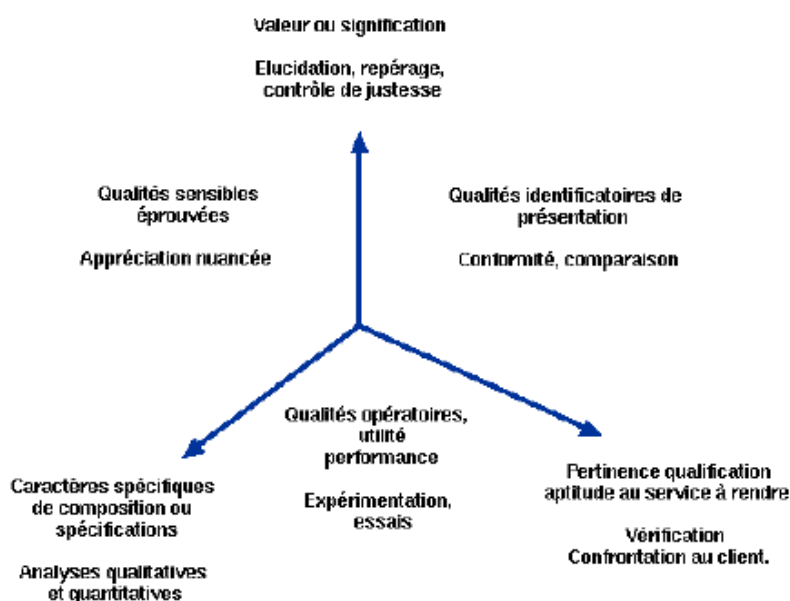 Valeur ou signification
Elucidation, repérage,
contrôle de justesse
Qualités sensibles
éprouvées
Appréciation nuancée
Qualités identificatoires de
présentation
Conformité, comparaison
Qualités opératoires,
utilité
performance
Expérimentation,
essais
Caractères spécifiques
de composition ou
spécifications
Analyses qualitatives
et quantitatives
Pertinence qualification
aptitude au service à rendre
Vérification
Confrontation au client.